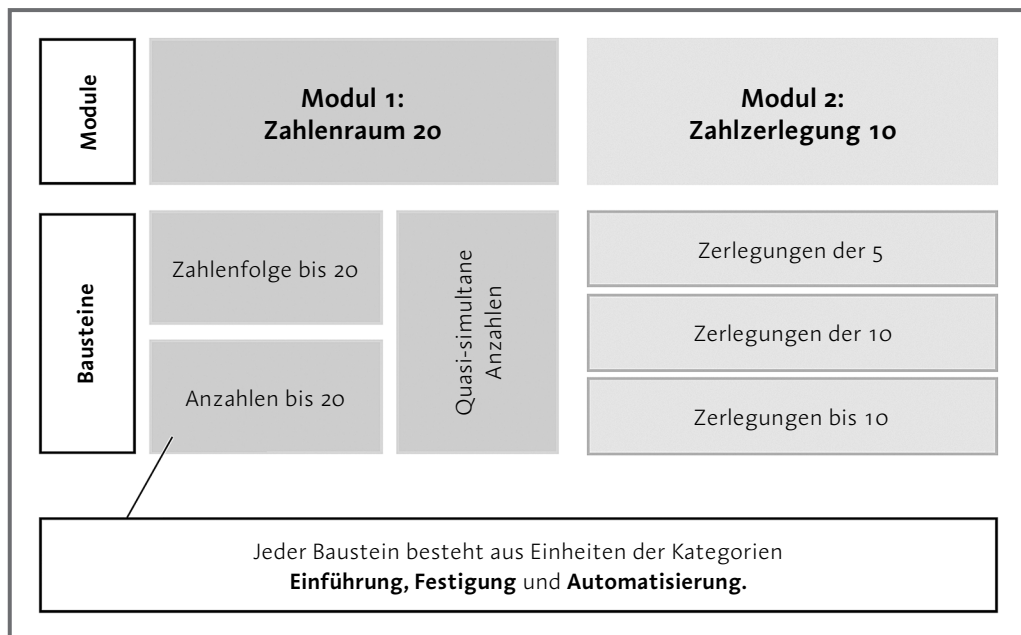 Module
Modul 1:
Zahlenraum 20
Modul 2:
Zahlzerlegung 10
Bausteine
Zahlenfolge bis 20
Anzahlen bis 20
Quasi-simultane
Anzahlen
Zerlegungen der 5
Zerlegungen der 10
Zerlegungen bis 10
Jeder Baustein besteht aus Einheiten der Kategorien
Einführung, Festigung und Automatisierung.